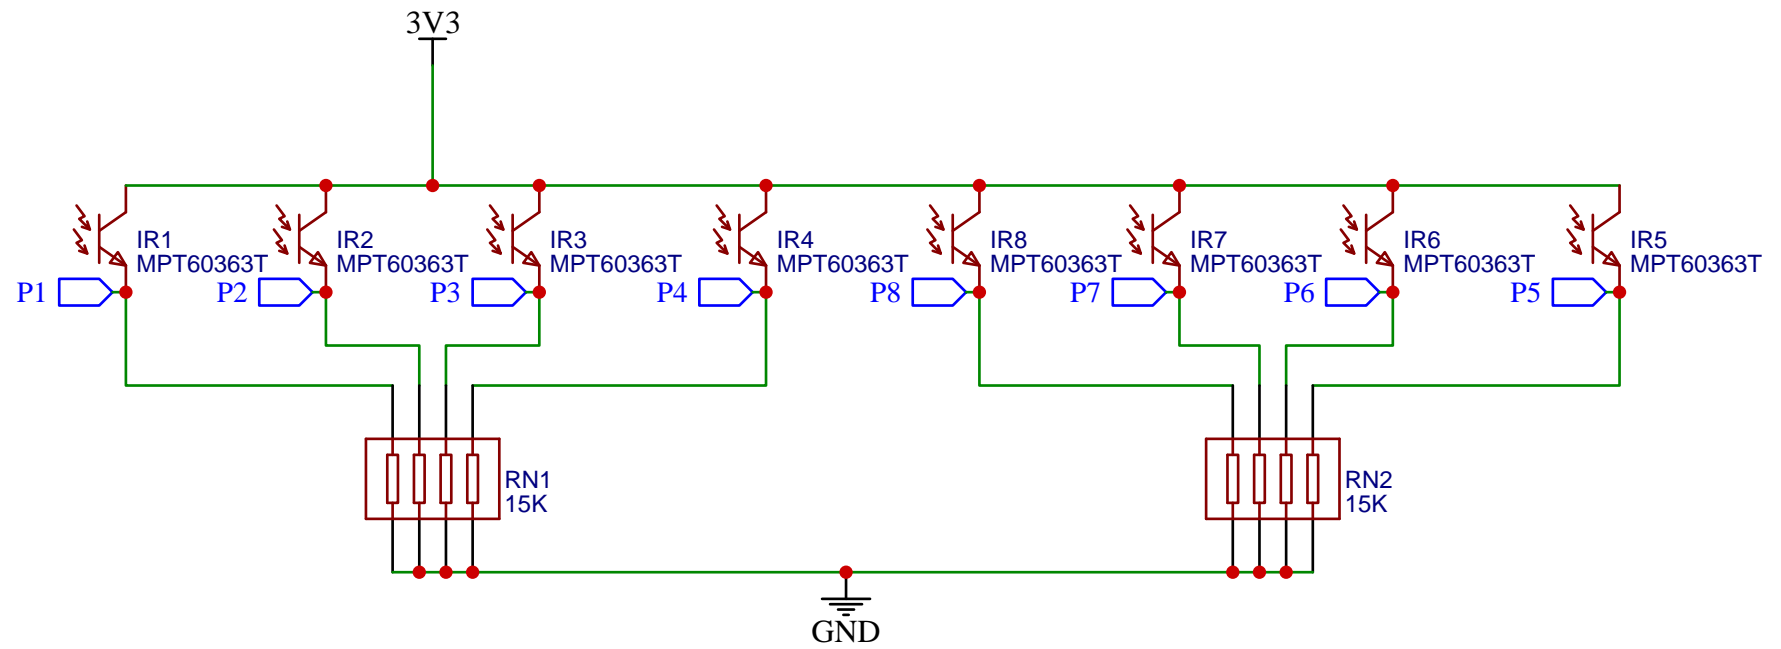 3V3
IR1
MPT60363T
IR2
MPT60363T
IR3
MPT60363T
IR4
MPT60363T
IR8
MPT60363T
IR7
MPT60363T
IR6
MPT60363T
IR5
MPT60363T
P1
P2
P3
P4
P8
P7
P6
P5
RN1
15K
RN2
15K
GND